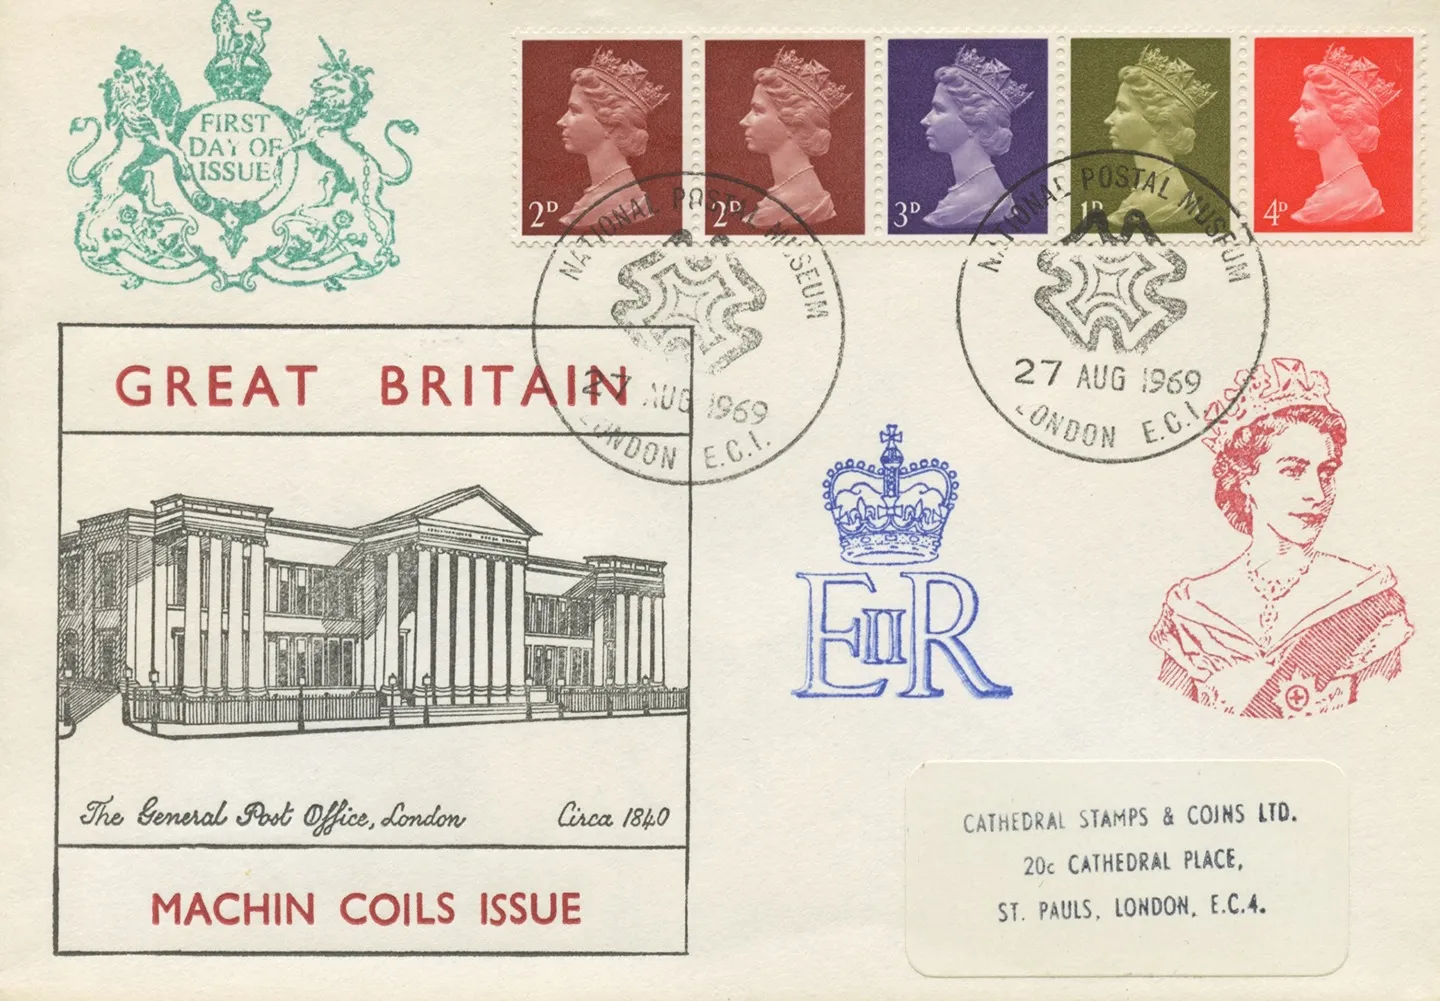 FIRST
DAY OF
ISSUE
2D
2D
3D
1D
4D
NATIONAL POSTAL MUSEUM
27 AUG 1969
LONDON E.C.1.
NATIONAL POSTAL MUSEUM
27 AUG 1969
LONDON E.C.1.
GREAT BRITAIN
The General Post Office, London Circa 1840
MACHIN COILS ISSUE
EIIR
CATHEDRAL STAMPS & COINS LTD.
20c CATHEDRAL PLACE,
ST. PAULS, LONDON, E.C.4.